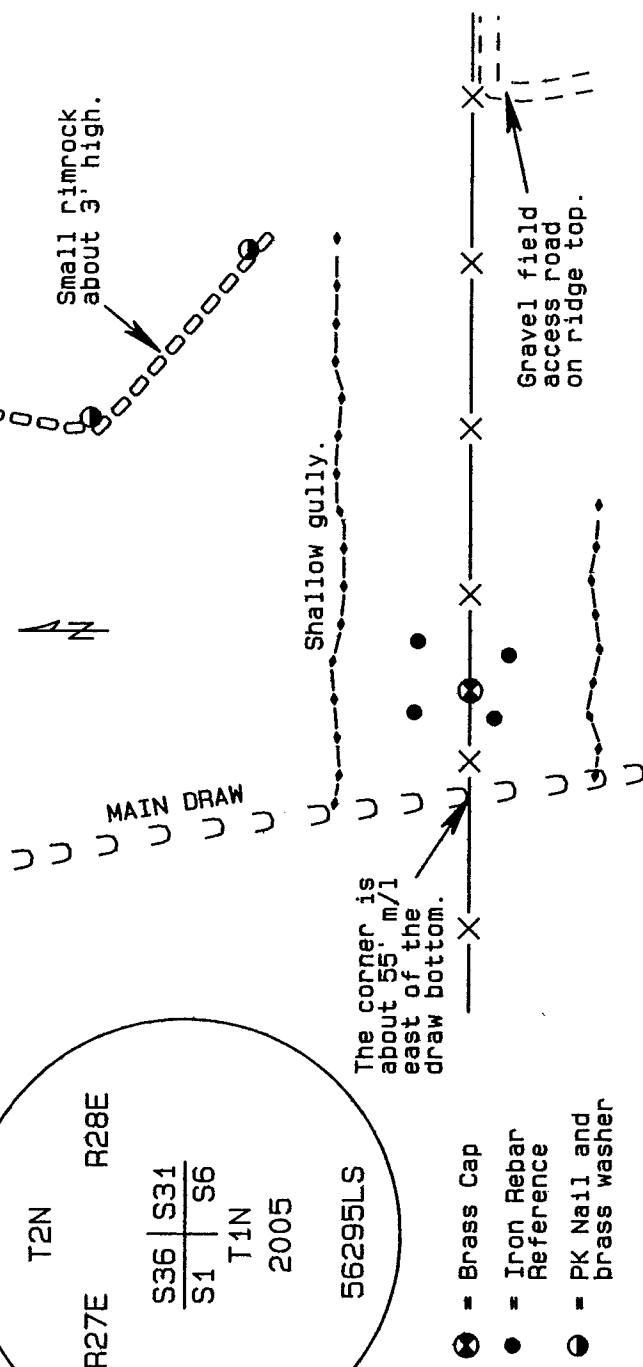 T2N
R27E R28E
S36 S31
S1 S6
T1N
2005
56295LS
= Brass Cap
= Iron Rebar
Reference
= PK Nail and
brass washer
The corner is
about 55' m/l
east of the
draw bottom.
MAIN DRAW
N
Shallow gully.
Small rimrock
about 3' high.
Gravel field
access road
on ridge top.